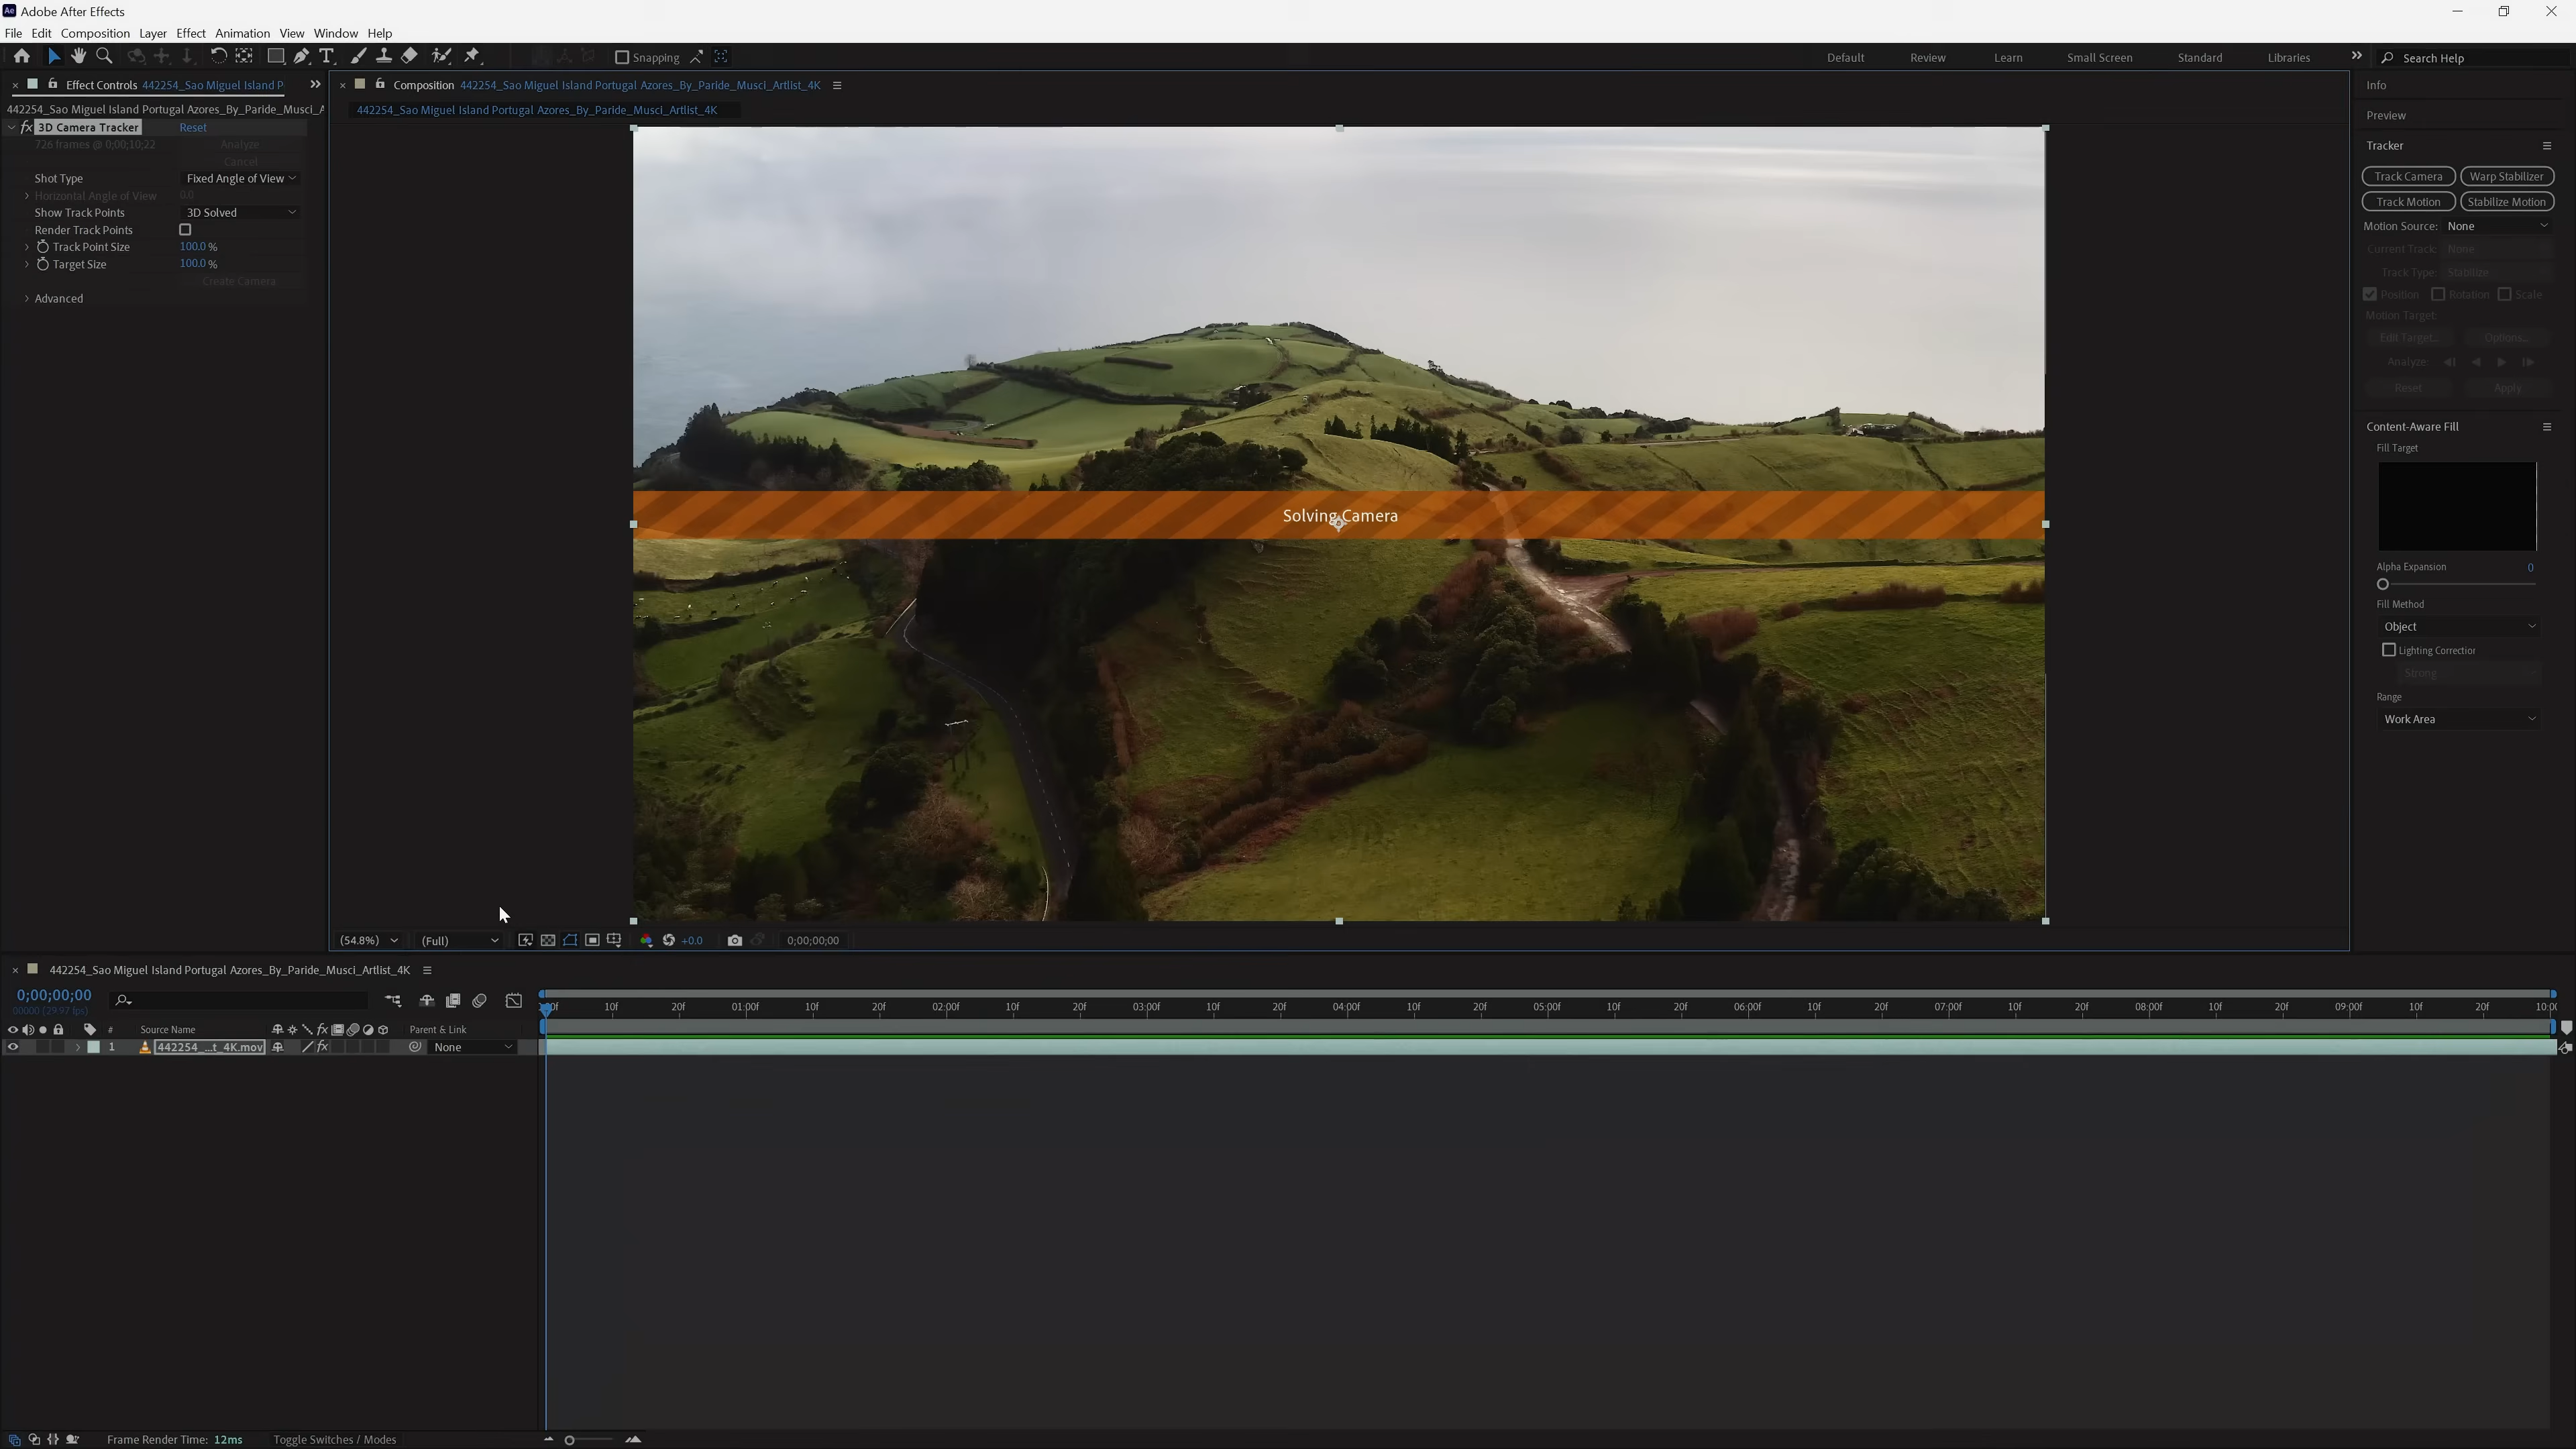 Adobe After Effects
File Edit Composition Layer Effect Animation View Window Help
Snapping
Default Review Learn Small Screen Standard Libraries Search Help
Effect Controls 442254_Sao Miguel Island P
442254_Sao Miguel Island Portugal Azores_By_Paride_Musci_A
fx 3D Camera Tracker Reset
726 frames @ 0;00;10;22 Analyze
Cancel
Shot Type Fixed Angle of View
Horizontal Angle of View 0.0
Show Track Points 3D Solved
Render Track Points
Track Point Size 100.0 %
Target Size 100.0 %
Create Camera
Advanced
Composition 442254_Sao Miguel Island Portugal Azores_By_Paride_Musci_Artlist_4K
442254_Sao Miguel Island Portugal Azores_By_Paride_Musci_Artlist_4K
Solving Camera
(54.8%) (Full) +0.0 0;00;00;00
Info
Preview
Tracker
Track Camera Warp Stabilizer
Track Motion Stabilize Motion
Motion Source: None
Current Track: None
Track Type: Stabilize
Position Rotation Scale
Motion Target:
Edit Target... Options...
Analyze:
Reset Apply
Content-Aware Fill
Fill Target
Alpha Expansion 0
Fill Method
Object
Lighting Correction
Strong
Range
Work Area
442254_Sao Miguel Island Portugal Azores_By_Paride_Musci_Artlist_4K
0;00;00;00
00000 (29.97 fps)
10f 20f 01:00f 10f 20f 02:00f 10f 20f 03:00f 10f 20f 04:00f 10f 20f 05:00f 10f 20f 06:00f 10f 20f 07:00f 10f 20f 08:00f 10f 20f 09:00f 10f 20f 10:00
# Source Name fx Parent & Link
1 442254_...t_4K.mov fx None
Frame Render Time: 12ms Toggle Switches / Modes